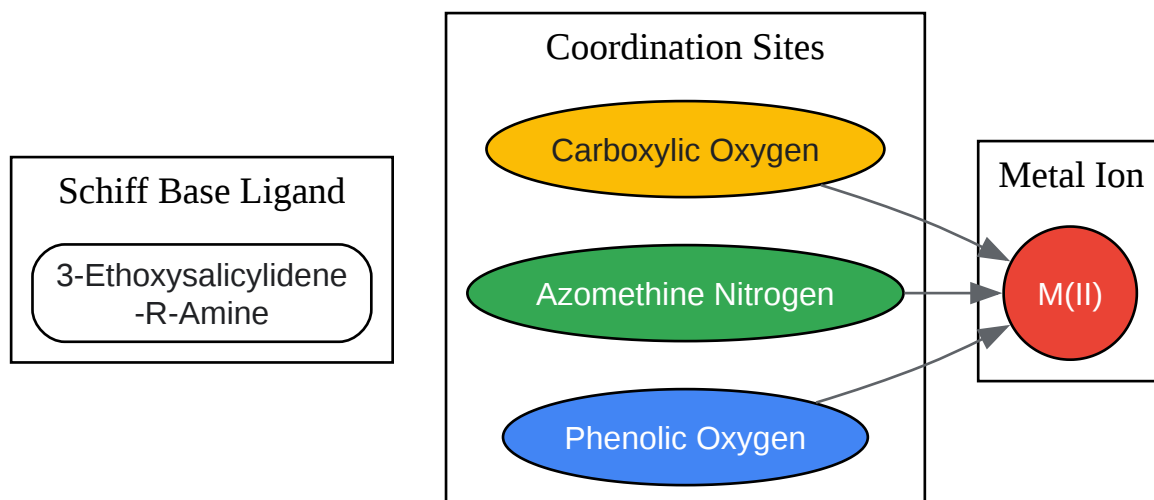 Schiff Base Ligand
3-Ethoxysalicylidene
-R-Amine
Coordination Sites
Carboxylic Oxygen
Azomethine Nitrogen
Phenolic Oxygen
Metal Ion
M(II)